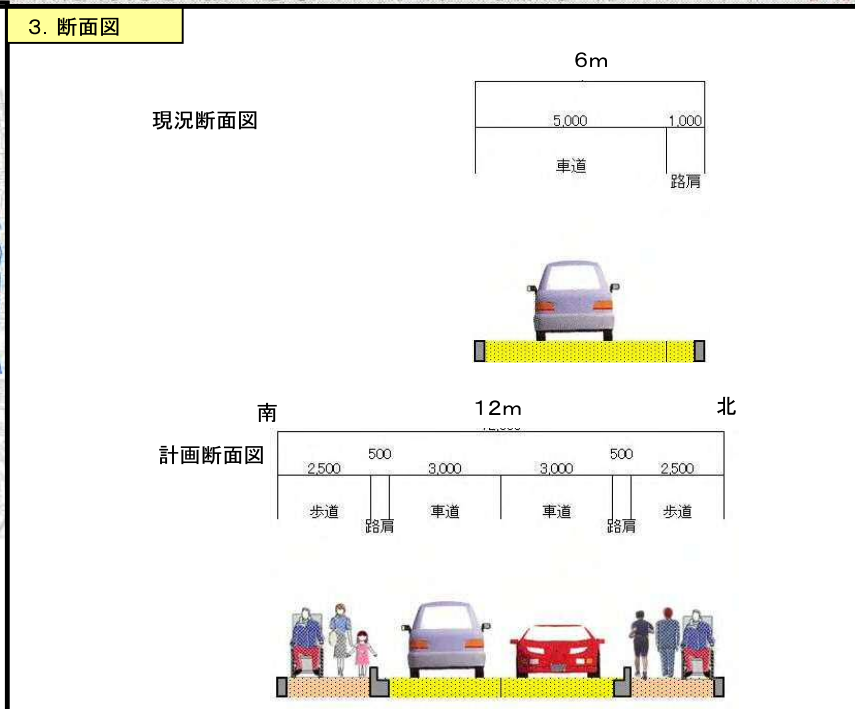 3. 断面図
6m
現況断面図
5,000 1,000
車道
路肩
南 12m 北
計画断面図
500 500
2,500 3,000 3,000 2,500
歩道 車道 車道 歩道
路肩 路肩